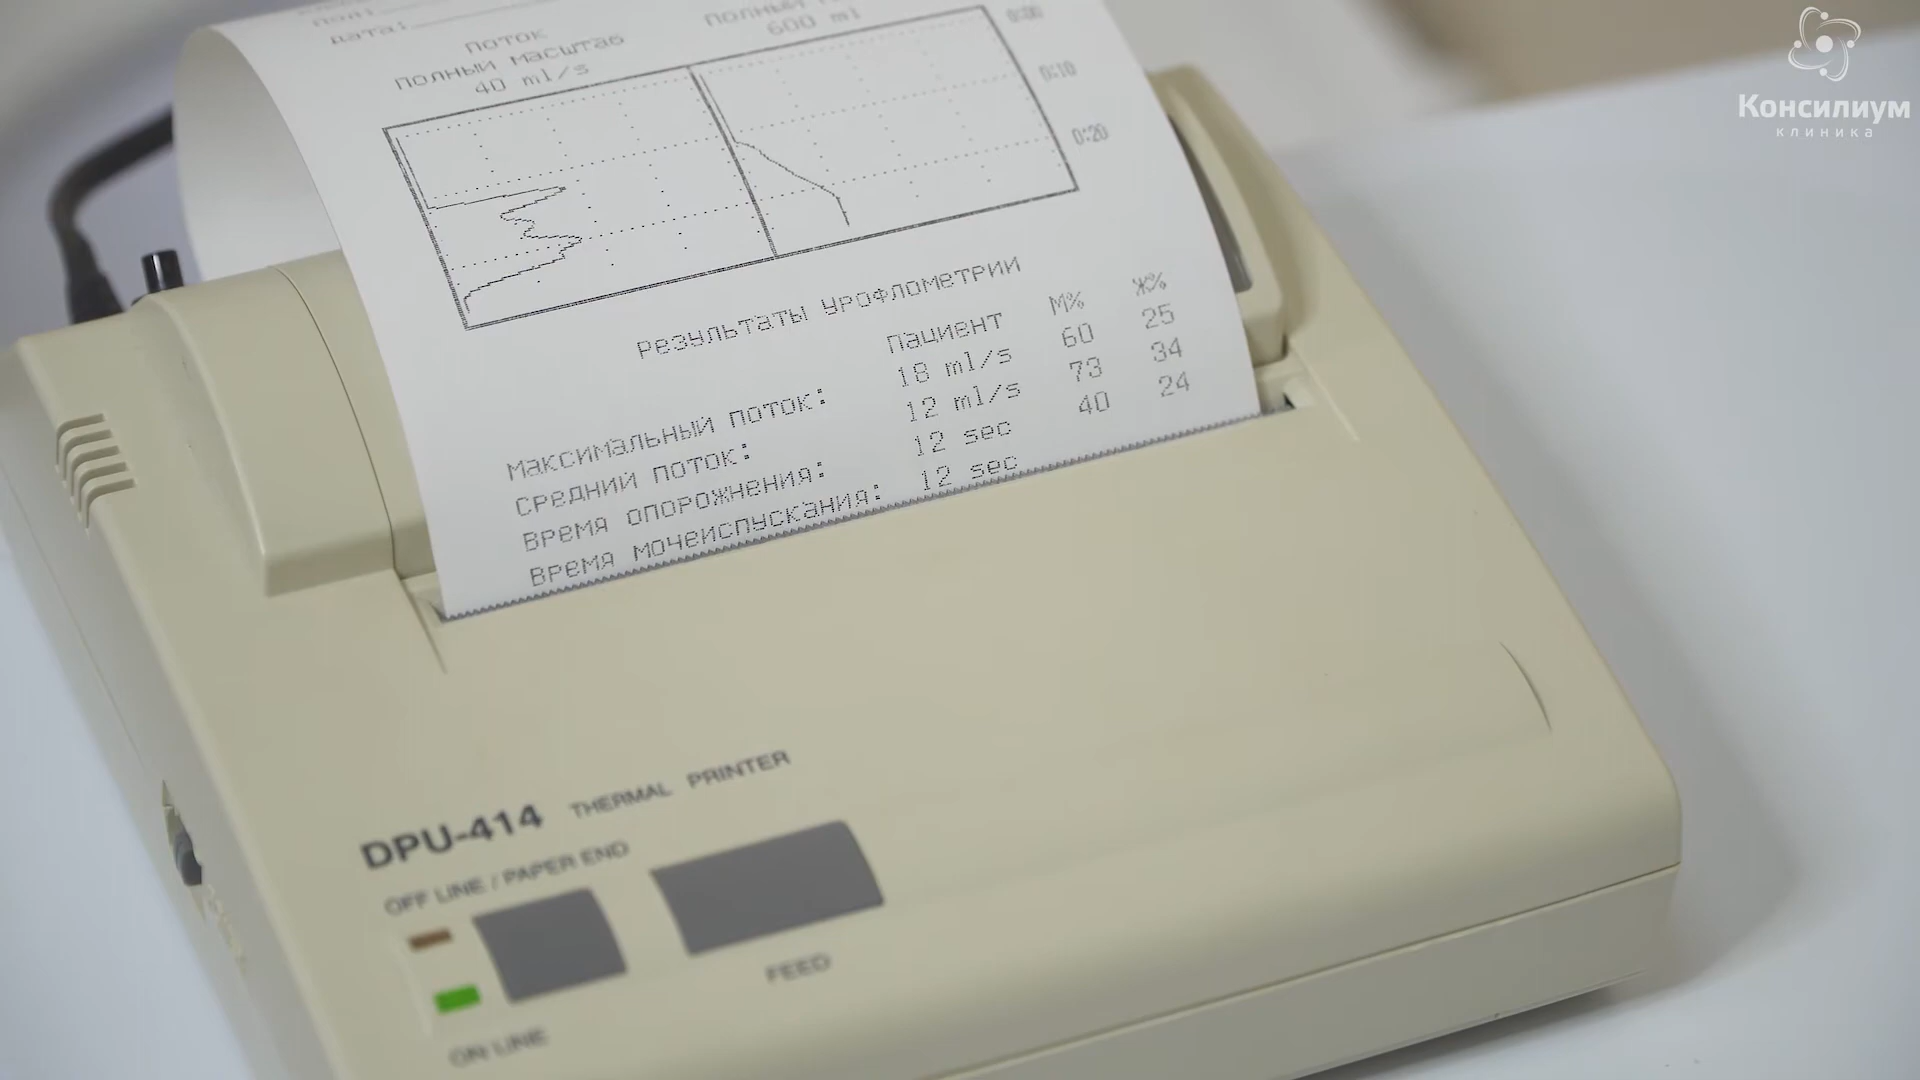 Консилиум
клиника
дата:
Поток
Полный масштаб
40 ml/s
Полный
600 ml
0:00
0:10
0:20
Результаты урофлометрии
Пациент М% Ж%
Максимальный поток: 18 ml/s 60 25
Средний поток: 12 ml/s 73 34
Время опорожнения: 12 sec 40 24
Время мочеиспускания: 12 sec
DPU-414 THERMAL PRINTER
OFF LINE / PAPER END
FEED
ON LINE